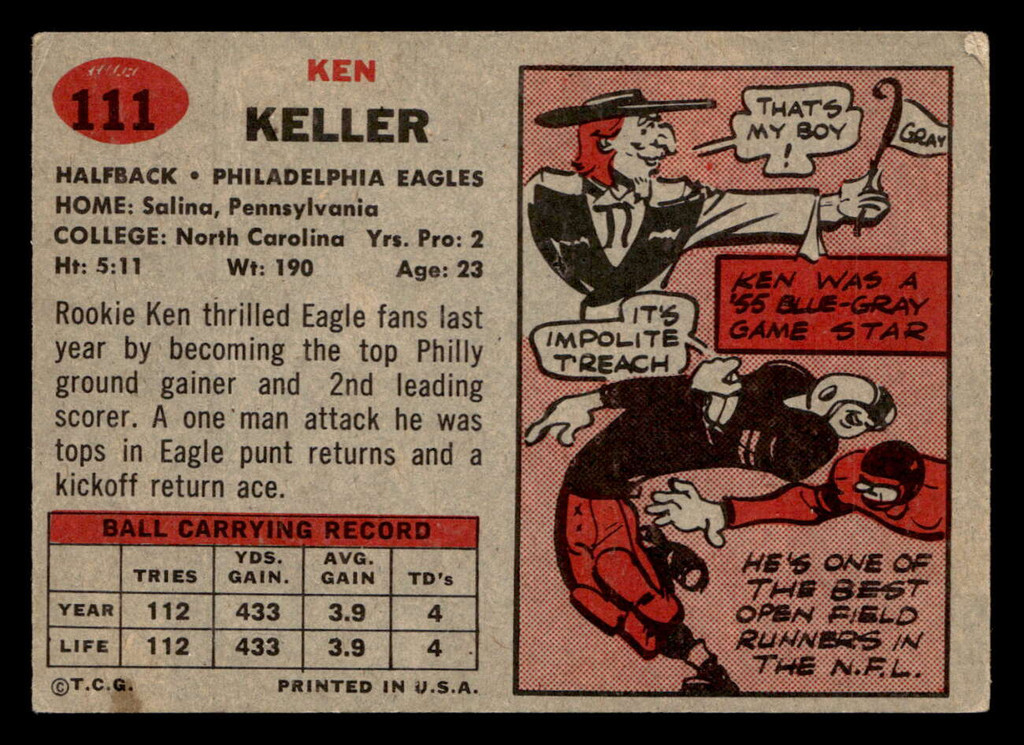 111
KEN
KELLER
HALFBACK • PHILADELPHIA EAGLES
HOME: Salina, Pennsylvania
COLLEGE: North Carolina Yrs. Pro: 2
Ht: 5:11 Wt: 190 Age: 23
Rookie Ken thrilled Eagle fans last
year by becoming the top Philly
ground gainer and 2nd leading
scorer. A one man attack he was
tops in Eagle punt returns and a
kickoff return ace.
BALL CARRYING RECORD
TRIES YDS. GAIN. AVG. GAIN TD's
YEAR 112 433 3.9 4
LIFE 112 433 3.9 4
©T.C.G. PRINTED IN U.S.A.
THAT'S
MY BOY
!
GRAY
KEN WAS A
'55 BLUE-GRAY
GAME STAR
IT'S
IMPOLITE
T'REACH
HE'S ONE OF
THE BEST
OPEN FIELD
RUNNERS IN
THE N.F.L.